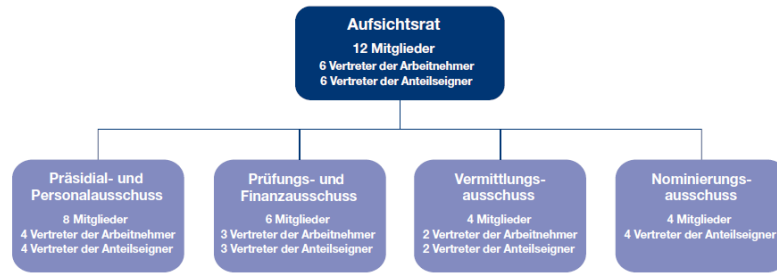 Aufsichtsrat
12 Mitglieder
6 Vertreter der Arbeitnehmer
6 Vertreter der Anteilseigner
Präsidial- und
Personalausschuss
8 Mitglieder
4 Vertreter der Arbeitnehmer
4 Vertreter der Anteilseigner
Prüfungs- und
Finanzausschuss
6 Mitglieder
3 Vertreter der Arbeitnehmer
3 Vertreter der Anteilseigner
Vermittlungs-
ausschuss
4 Mitglieder
2 Vertreter der Arbeitnehmer
2 Vertreter der Anteilseigner
Nominierungs-
ausschuss
4 Mitglieder
4 Vertreter der Anteilseigner